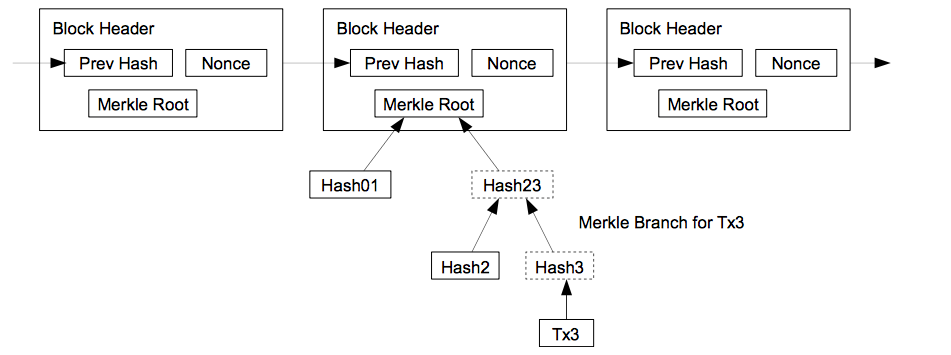 Block Header
Block Header
Block Header
Prev Hash
Nonce
Prev Hash
Nonce
Prev Hash
Nonce
Merkle Root
Merkle Root
Merkle Root
Hash01
Hash23
Merkle Branch for Tx3
Hash2
Hash3
Tx3